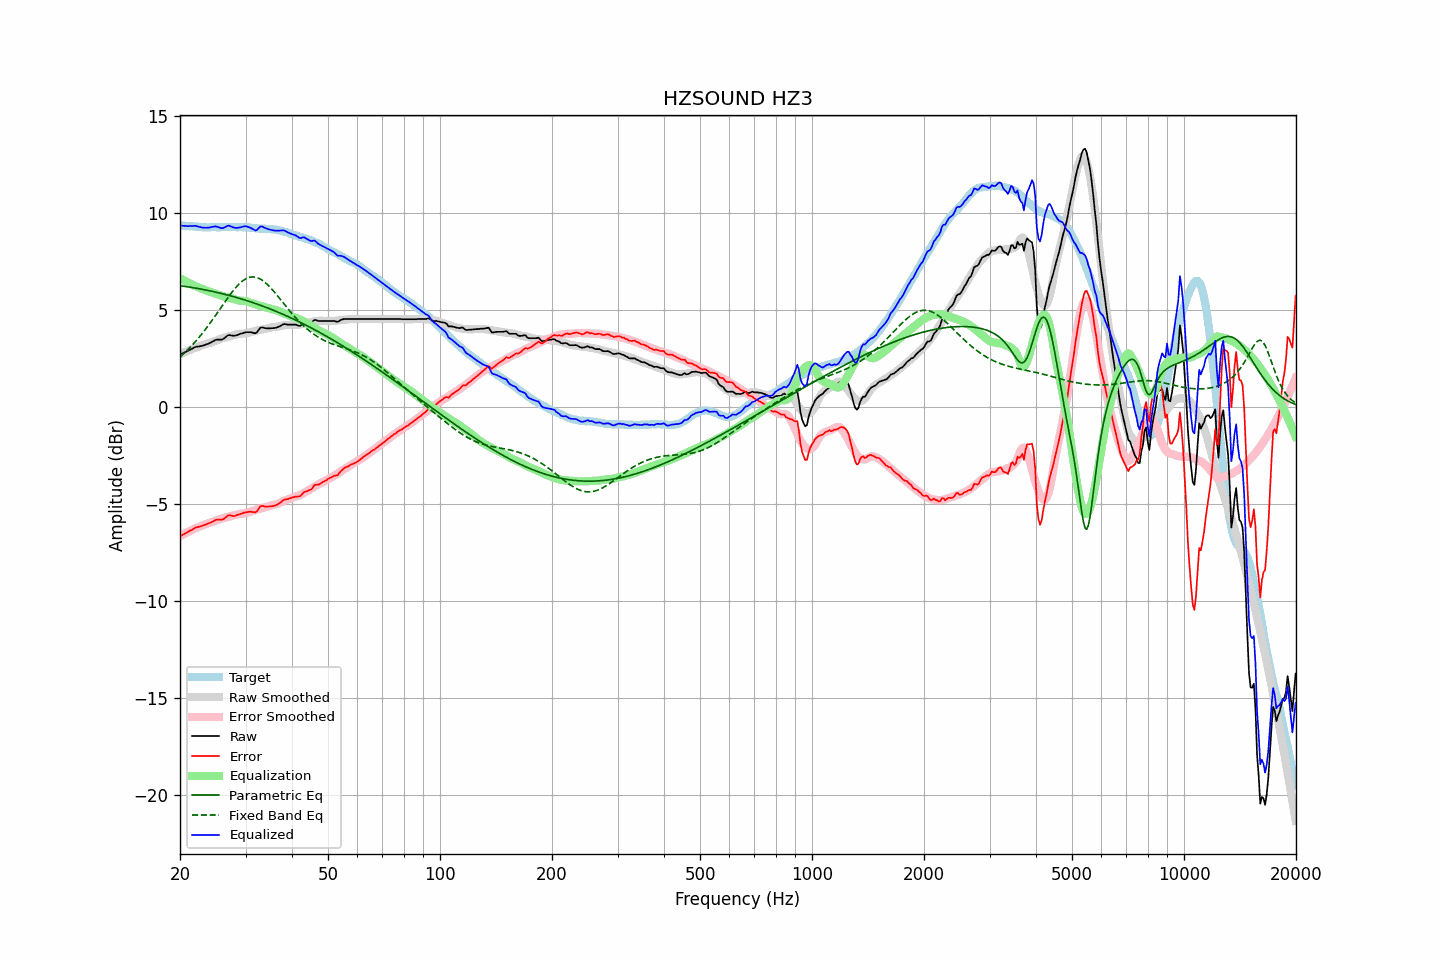 HZSOUND HZ3
Amplitude (dBr)
15
10
5
0
−5
−10
−15
−20
Target
Raw Smoothed
Error Smoothed
Raw
Error
Equalization
Parametric Eq
Fixed Band Eq
Equalized
20 50 100 200 500 1000 2000 5000 10000 20000
Frequency (Hz)